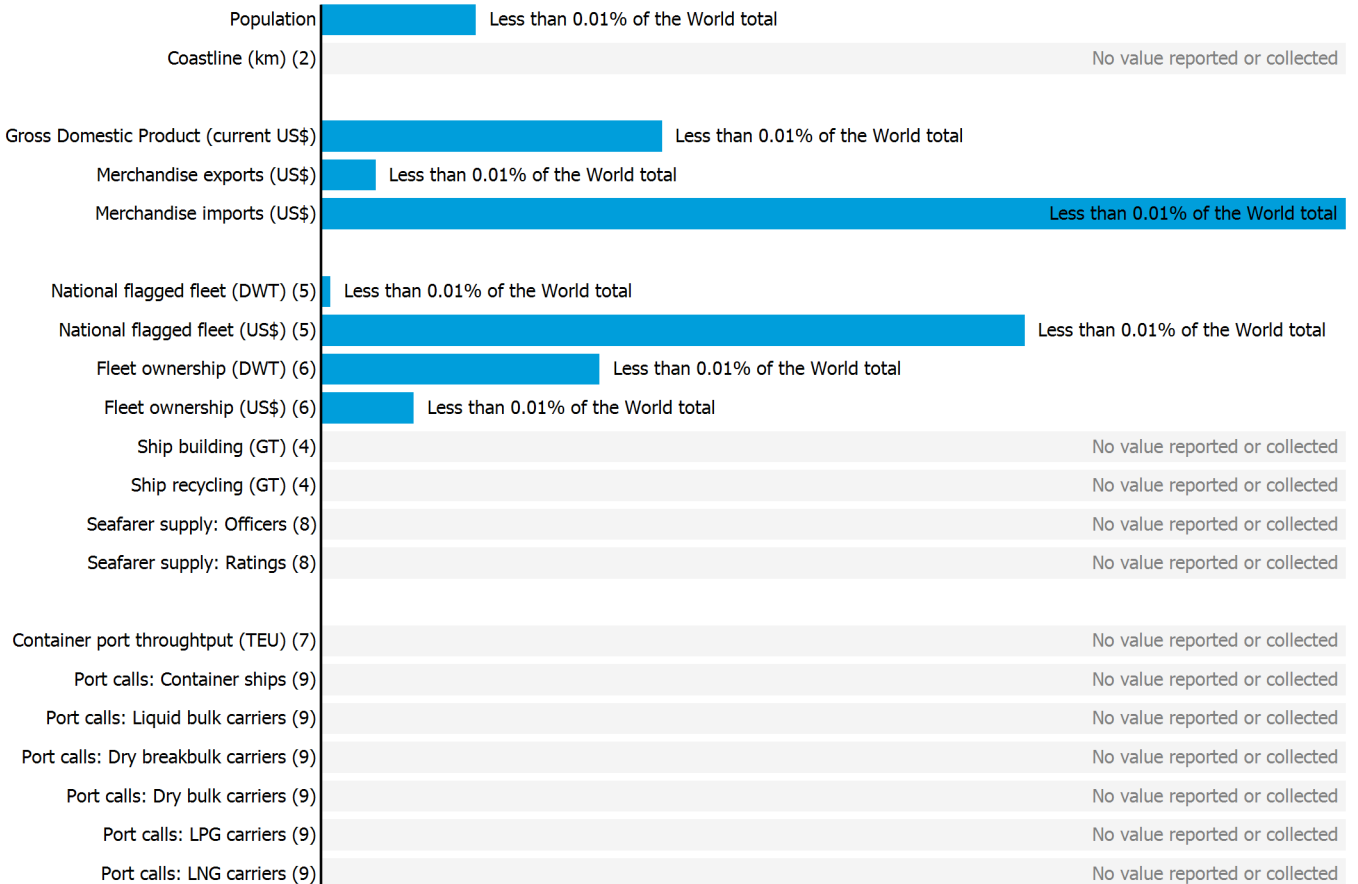 Population Less than 0.01% of the World total
Coastline (km) (2) No value reported or collected
Gross Domestic Product (current US$) Less than 0.01% of the World total
Merchandise exports (US$) Less than 0.01% of the World total
Merchandise imports (US$) Less than 0.01% of the World total
National flagged fleet (DWT) (5) Less than 0.01% of the World total
National flagged fleet (US$) (5) Less than 0.01% of the World total
Fleet ownership (DWT) (6) Less than 0.01% of the World total
Fleet ownership (US$) (6) Less than 0.01% of the World total
Ship building (GT) (4) No value reported or collected
Ship recycling (GT) (4) No value reported or collected
Seafarer supply: Officers (8) No value reported or collected
Seafarer supply: Ratings (8) No value reported or collected
Container port throughtput (TEU) (7) No value reported or collected
Port calls: Container ships (9) No value reported or collected
Port calls: Liquid bulk carriers (9) No value reported or collected
Port calls: Dry breakbulk carriers (9) No value reported or collected
Port calls: Dry bulk carriers (9) No value reported or collected
Port calls: LPG carriers (9) No value reported or collected
Port calls: LNG carriers (9) No value reported or collected